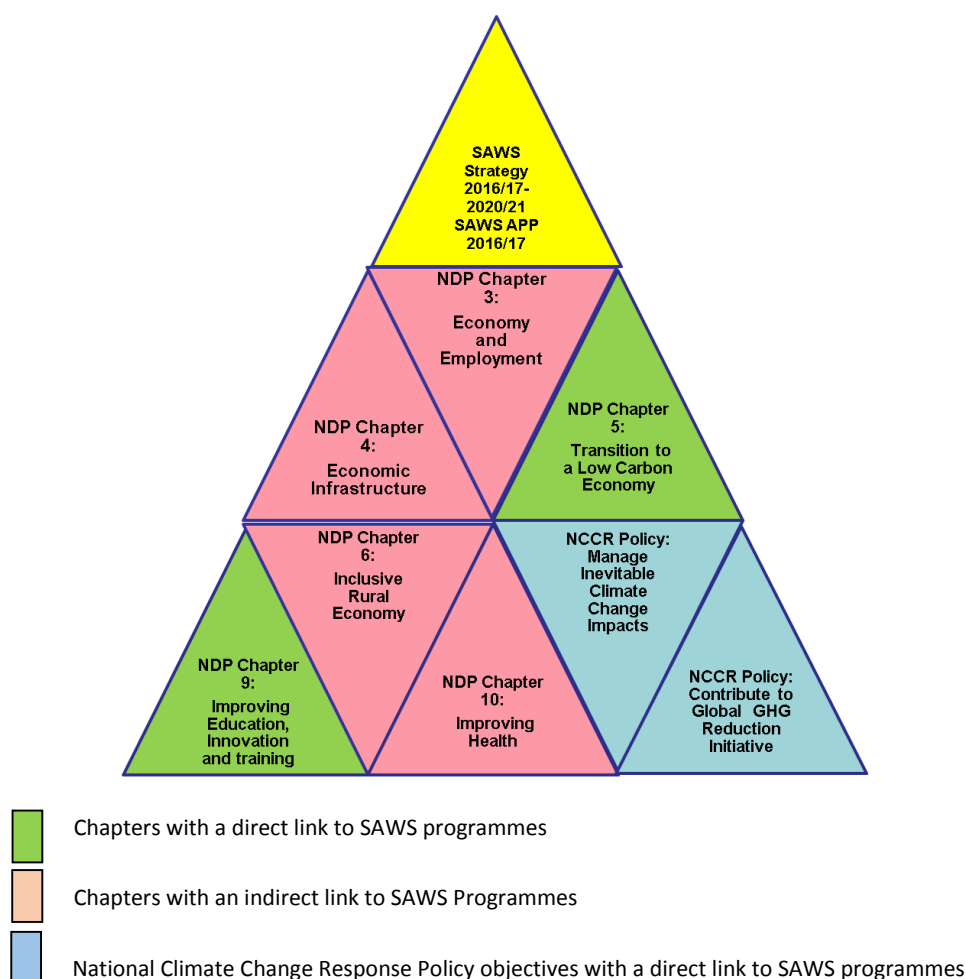 SAWS
Strategy
2016/17-
2020/21
SAWS APP
2016/17
NDP Chapter
3:
Economy
and
Employment
NDP Chapter
4:
Economic
Infrastructure
NDP Chapter
5:
Transition to
a Low Carbon
Economy
NDP Chapter
6:
Inclusive
Rural
Economy
NCCR Policy:
Manage
Inevitable
Climate
Change
Impacts
NDP Chapter
9:
Improving
Education,
Innovation
and training
NDP Chapter
10:
Improving
Health
NCCR Policy:
Contribute to
Global GHG
Reduction
Initiative
Chapters with a direct link to SAWS programmes
Chapters with an indirect link to SAWS Programmes
National Climate Change Response Policy objectives with a direct link to SAWS programmes